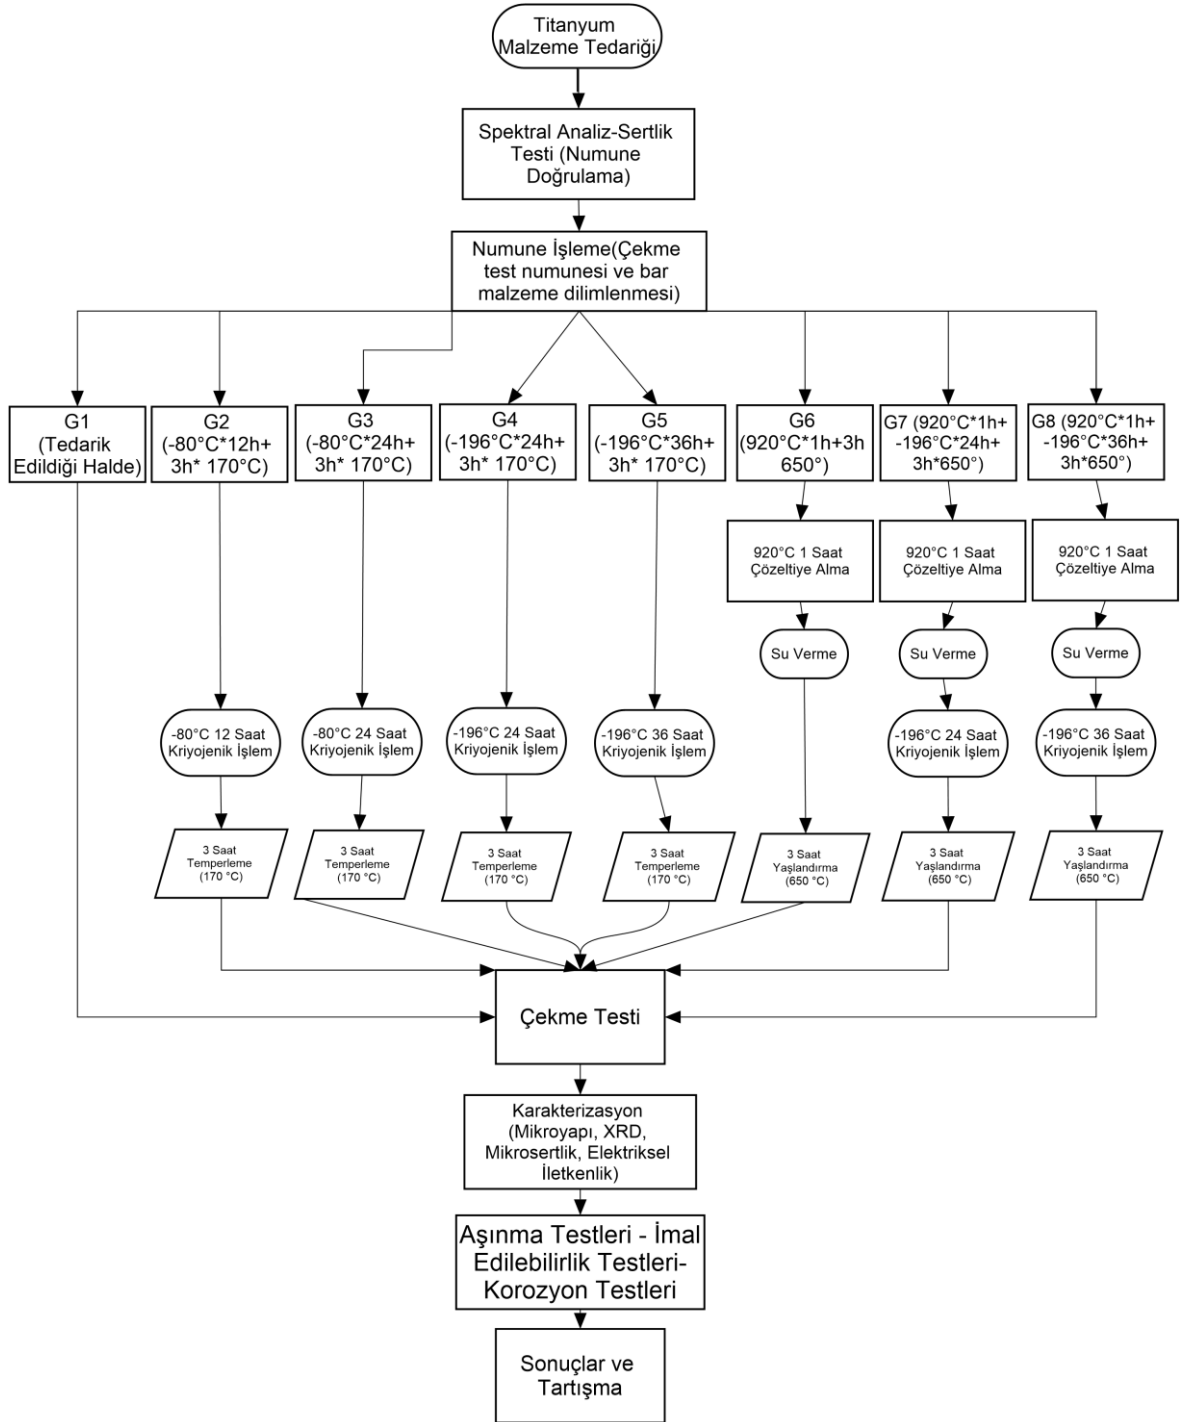 Titanyum
Malzeme Tedariği
Spektral Analiz-Sertlik
Testi (Numune
Doğrulama)
Numune İşleme(Çekme
test numunesi ve bar
malzeme dilimlenmesi)
G1
(Tedarik
Edildiği Halde)
G2
(-80°C*12h+
3h* 170°C)
G3
(-80°C*24h+
3h* 170°C)
G4
(-196°C*24h+
3h* 170°C)
G5
(-196°C*36h+
3h* 170°C)
G6
(920°C*1h+3h
650°)
G7 (920°C*1h+
-196°C*24h+
3h*650°)
G8 (920°C*1h+
-196°C*36h+
3h*650°)
920°C 1 Saat
Çözeltiye Alma
920°C 1 Saat
Çözeltiye Alma
920°C 1 Saat
Çözeltiye Alma
Su Verme
Su Verme
Su Verme
-80°C 12 Saat
Kriyojenik İşlem
-80°C 24 Saat
Kriyojenik İşlem
-196°C 24 Saat
Kriyojenik İşlem
-196°C 36 Saat
Kriyojenik İşlem
-196°C 24 Saat
Kriyojenik İşlem
-196°C 36 Saat
Kriyojenik İşlem
3 Saat
Temperleme
(170 °C)
3 Saat
Temperleme
(170 °C)
3 Saat
Temperleme
(170 °C)
3 Saat
Temperleme
(170 °C)
3 Saat
Yaşlandırma
(650 °C)
3 Saat
Yaşlandırma
(650 °C)
3 Saat
Yaşlandırma
(650 °C)
Çekme Testi
Karakterizasyon
(Mikroyapı, XRD,
Mikrosertlik, Elektriksel
İletkenlik)
Aşınma Testleri - İmal
Edilebilirlik Testleri-
Korozyon Testleri
Sonuçlar ve
Tartışma